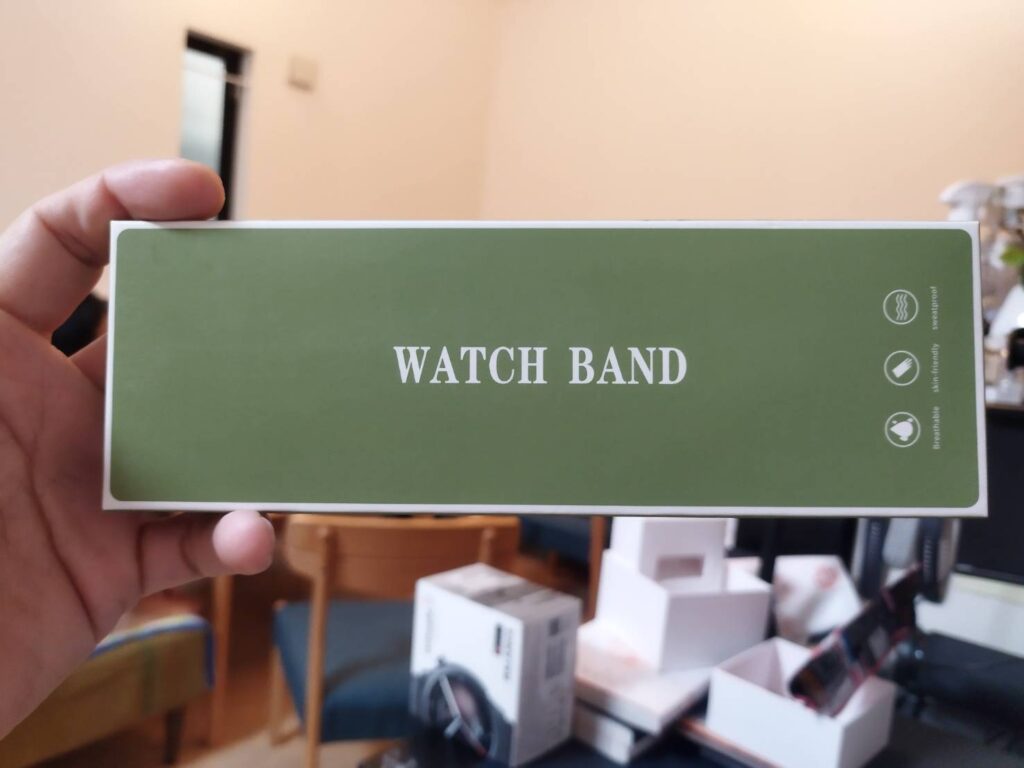 WATCH BAND
sweatproof
skin-friendly
Breathable